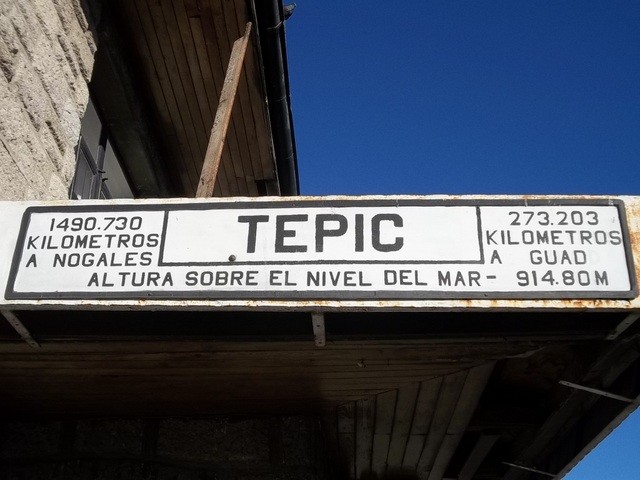 1490.730
KILOMETROS
A NOGALES
TEPIC
273.203
KILOMETROS
A GUAD
ALTURA SOBRE EL NIVEL DEL MAR- 914.80M